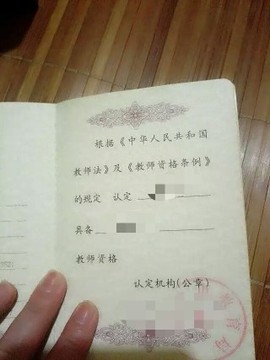 根据《中华人民共和国
教师法》及《教师资格条例》
的规定 认定
具备
教师资格
认定机构(公章)